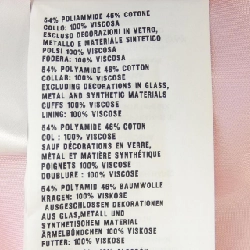 54% POLIAMMIDE 46% COTONE
COLLO: 100% VISCOSA
ESCLUSO DECORAZIONI IN VETRO,
METALLO E MATERIALE SINTETICO
POLSI 100% VISCOSA
FODERA: 100% VISCOSA
54% POLYAMIDE 46% COTTON
COLLAR: 100% VISCOSE
EXCLUDING DECORATIONS IN GLASS,
METAL AND SYNTHETIC MATERIALS
CUFFS 100% VISCOSE
LINING: 100% VISCOSE
54% POLYAMIDE 46% COTON
COL : 100% VISCOSE
SAUF DÉCORATIONS EN VERRE,
MÉTAL ET MATIÈRE SYNTHÉTIQUE
POIGNETS 100% VISCOSE
DOUBLURE : 100% VISCOSE
54% POLYAMID 46% BAUMWOLLE
KRAGEN: 100% VISKOSE
AUSGESCHLOSSEN DEKORATIONEN
AUS GLAS,METALL UND
SYNTHETISCHEM MATERIAL
ÄRMELBÜNDCHEN 100% VISKOSE
FUTTER: 100% VISKOSE